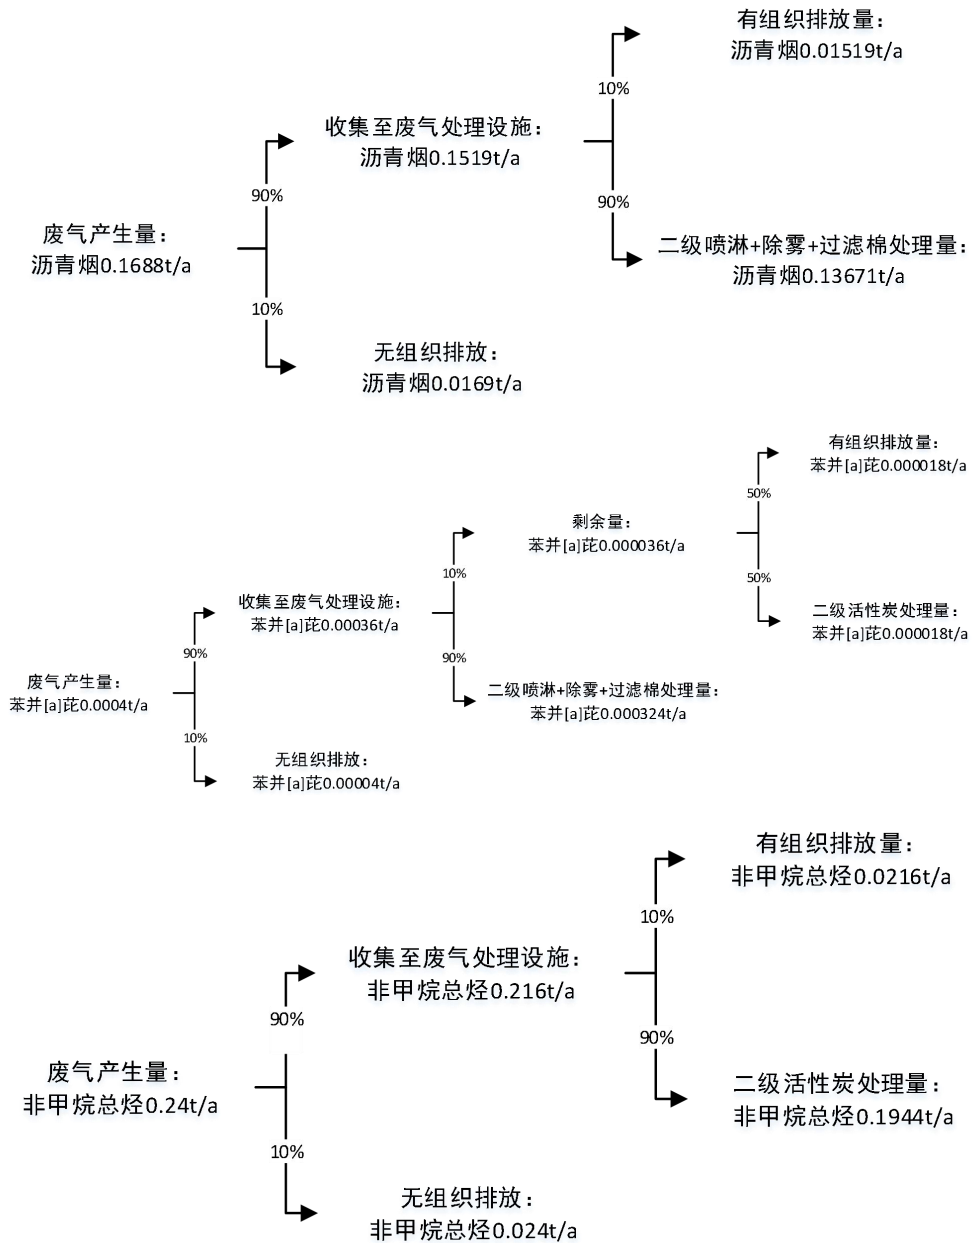 有组织排放量：
沥青烟0.01519t/a
10%
收集至废气处理设施：
沥青烟0.1519t/a
90%
90%
废气产生量：
沥青烟0.1688t/a
二级喷淋+除雾+过滤棉处理量：
沥青烟0.13671t/a
10%
无组织排放：
沥青烟0.0169t/a
有组织排放量：
苯并[a]芘0.000018t/a
50%
剩余量：
苯并[a]芘0.000036t/a
10%
50%
收集至废气处理设施：
苯并[a]芘0.00036t/a
二级活性炭处理量：
苯并[a]芘0.000018t/a
90%
90%
废气产生量：
苯并[a]芘0.0004t/a
二级喷淋+除雾+过滤棉处理量：
苯并[a]芘0.000324t/a
10%
无组织排放：
苯并[a]芘0.00004t/a
有组织排放量：
非甲烷总烃0.0216t/a
10%
收集至废气处理设施：
非甲烷总烃0.216t/a
90%
90%
废气产生量：
非甲烷总烃0.24t/a
二级活性炭处理量：
非甲烷总烃0.1944t/a
10%
无组织排放：
非甲烷总烃0.024t/a